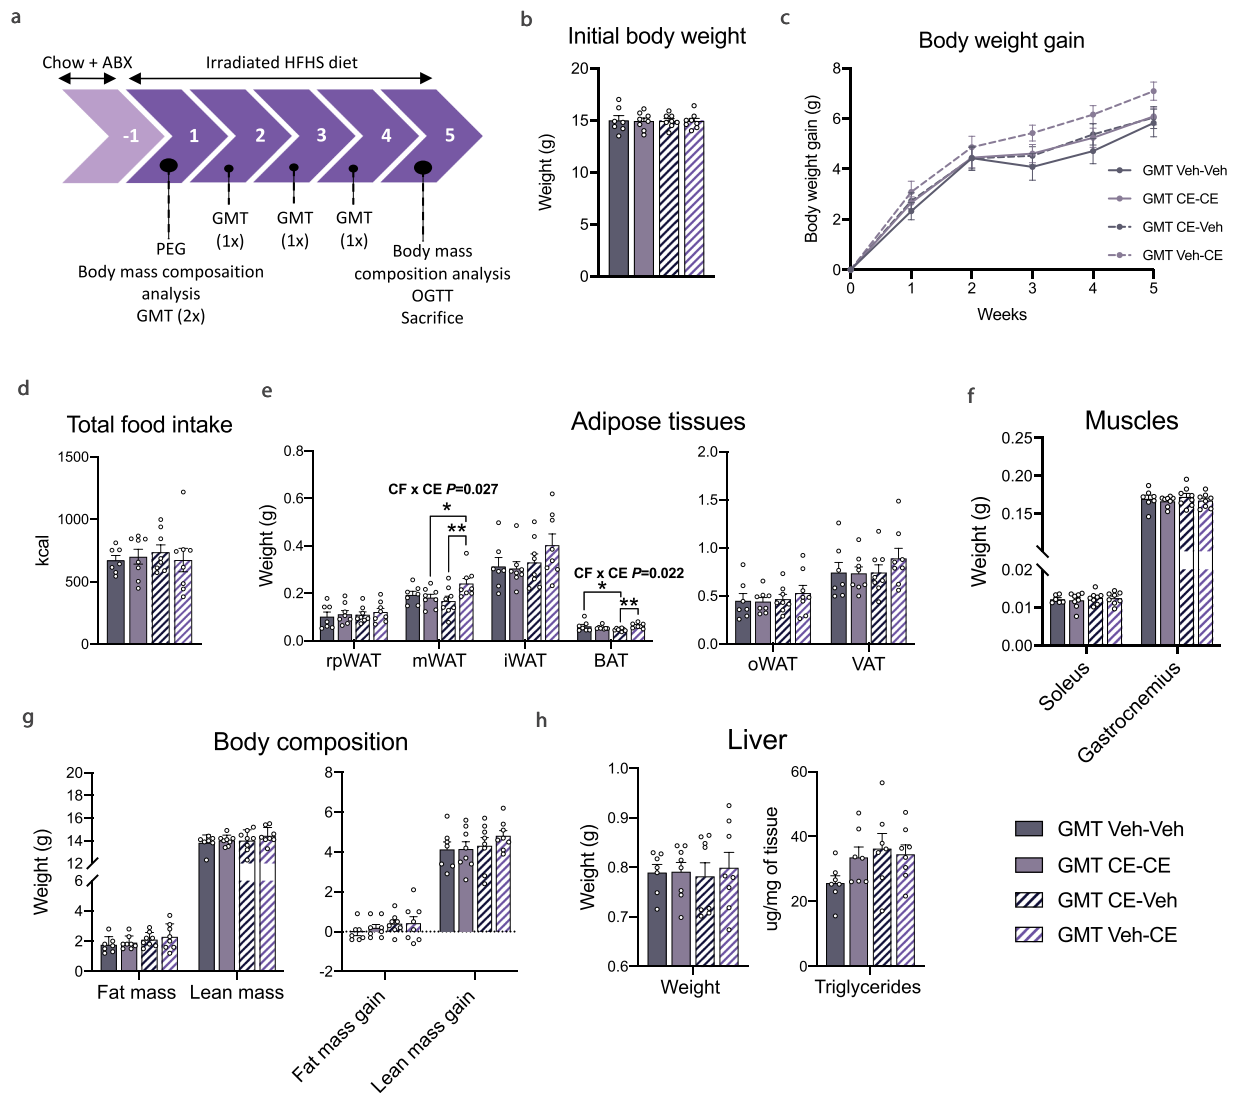 a
Chow + ABX
Irradiated HFHS diet
-1 1 2 3 4 5
PEG
Body mass composaition
analysis
GMT (2x)
GMT
(1x)
GMT
(1x)
GMT
(1x)
Body mass
composition analysis
OGTT
Sacrifice
b
Initial body weight
Weight (g)
20
15
10
5
0
c
Body weight gain
Body weight gain (g)
8
6
4
2
0
0 1 2 3 4 5
Weeks
GMT Veh-Veh
GMT CE-CE
GMT CE-Veh
GMT Veh-CE
d
Total food intake
kcal
1500
1000
500
0
e
Adipose tissues
Weight (g)
0.8
0.6
0.4
0.2
0.0
CF x CE P=0.027
*
**
CF x CE P=0.022
*
**
rpWAT mWAT iWAT BAT
2.0
1.5
1.0
0.5
0.0
oWAT VAT
f
Muscles
Weight (g)
0.25
0.20
0.15
0.02
0.01
0.00
Soleus
Gastrocnemius
g
Body composition
Weight (g)
20
18
16
14
12
6
4
2
0
Fat mass Lean mass
8
6
4
2
0
-2
Fat mass gain
Lean mass gain
h
Liver
Weight (g)
1.0
0.9
0.8
0.7
0.6
Weight
ug/mg of tissue
60
40
20
0
Triglycerides
GMT Veh-Veh
GMT CE-CE
GMT CE-Veh
GMT Veh-CE